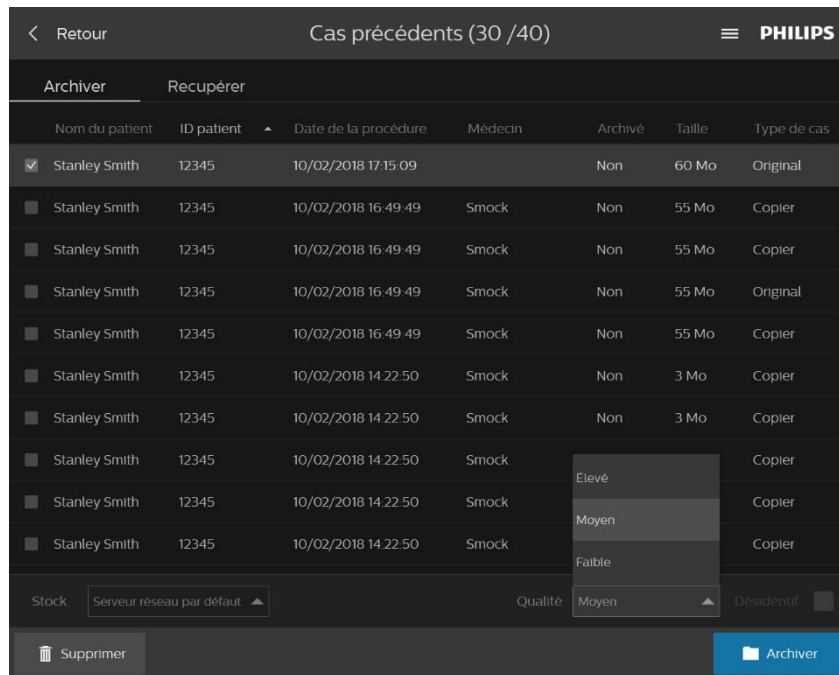 Retour Cas précédents (30 /40) PHILIPS
Archiver Recupérer
Nom du patient ID patient Date de la procédure Médecin Archivé Taille Type de cas
Stanley Smith 12345 10/02/2018 17:15:09 Non 60 Mo Original
Stanley Smith 12345 10/02/2018 16:49:49 Smock Non 55 Mo Copier
Stanley Smith 12345 10/02/2018 16:49:49 Smock Non 55 Mo Copier
Stanley Smith 12345 10/02/2018 16:49:49 Smock Non 55 Mo Original
Stanley Smith 12345 10/02/2018 16:49:49 Smock Non 55 Mo Copier
Stanley Smith 12345 10/02/2018 14:22:50 Smock Non 3 Mo Copier
Stanley Smith 12345 10/02/2018 14:22:50 Smock Non 3 Mo Copier
Stanley Smith 12345 10/02/2018 14:22:50 Smock Copier
Élevé
Stanley Smith 12345 10/02/2018 14:22:50 Smock Copier
Moyen
Stanley Smith 12345 10/02/2018 14:22:50 Smock Copier
Faible
Stock Serveur réseau par défaut Qualité Moyen Désidentif
Supprimer Archiver